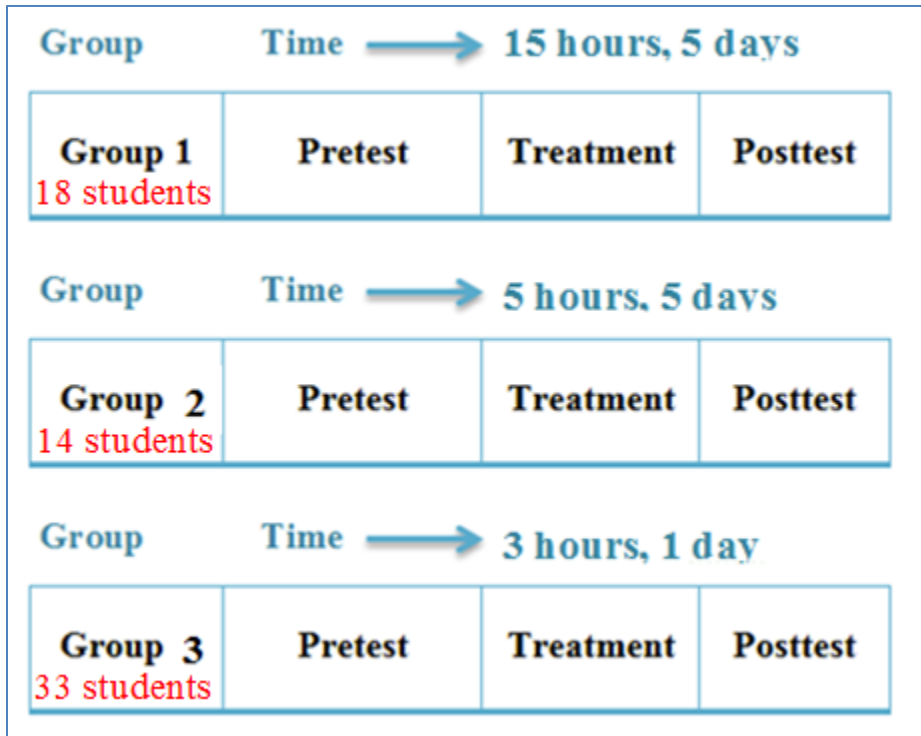 Group Time 15 hours, 5 days
Group 1 Pretest Treatment Posttest
18 students
Group Time 5 hours, 5 days
Group 2 Pretest Treatment Posttest
14 students
Group Time 3 hours, 1 day
Group 3 Pretest Treatment Posttest
33 students